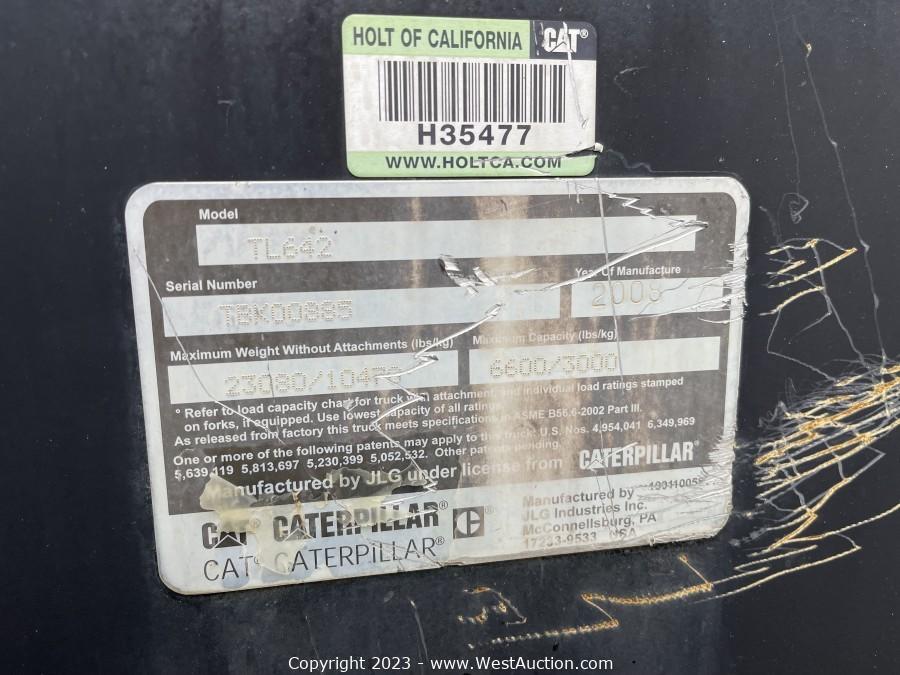 HOLT OF CALIFORNIA CAT®
H35477
WWW.HOLTCA.COM
Model
TL642
Serial Number
TBK00885
Year Of Manufacture
2008
Maximum Weight Without Attachments (lbs/kg)
23080/
Maximum Capacity (lbs/kg)
6600/3000
° Refer to load capacity chart for truck with attachment, and individual load ratings stamped
on forks, if equipped. Use lowest capacity of all ratings.
As released from factory this truck meets specifications in ASME B56.6-2002 Part III.
One or more of the following patents may apply to this truck: U.S. Nos. 4,954,041 6,349,969
5,639,119 5,813,697 5,230,399 5,052,532. Other patents pending.
Manufactured by JLG under license from CATERPILLAR®
CAT® CATERPILLAR® C
CAT® CATERPILLAR®
Manufactured by
JLG Industries Inc.
McConnellsburg, PA
17233-9533 USA
Copyright 2023 - www.WestAuction.com